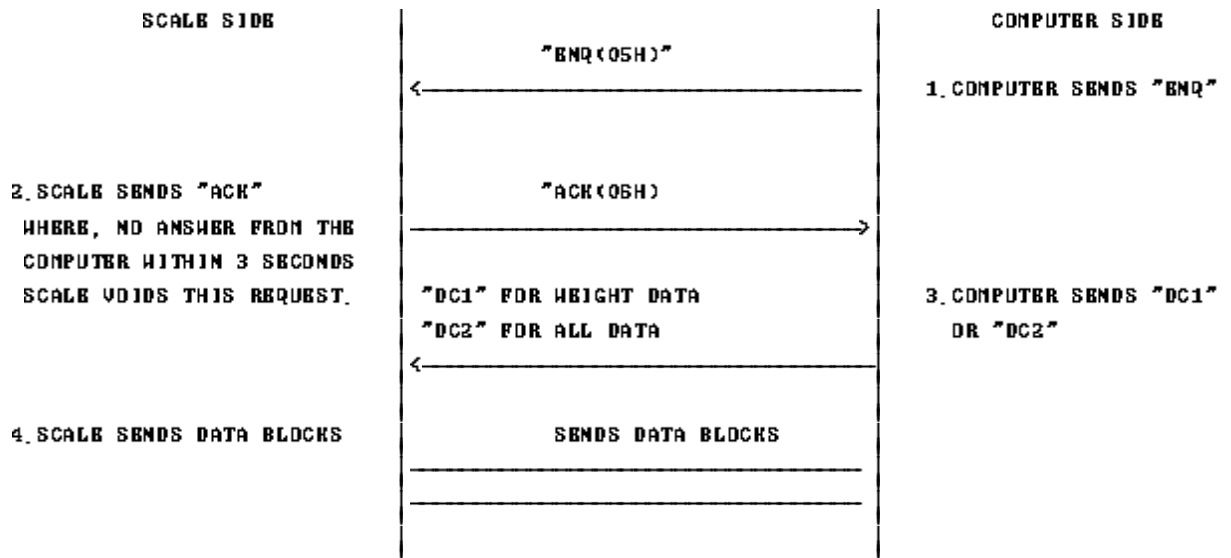 SCALE SIDE
COMPUTER SIDE
"ENQ(05H)"
1.COMPUTER SENDS "ENQ"
2.SCALE SENDS "ACK"
WHERE, NO ANSWER FROM THE
COMPUTER WITHIN 3 SECONDS
SCALE VOIDS THIS REQUEST.
"ACK(06H)
"DC1" FOR WEIGHT DATA
"DC2" FOR ALL DATA
3.COMPUTER SENDS "DC1"
OR "DC2"
4.SCALE SENDS DATA BLOCKS
SENDS DATA BLOCKS